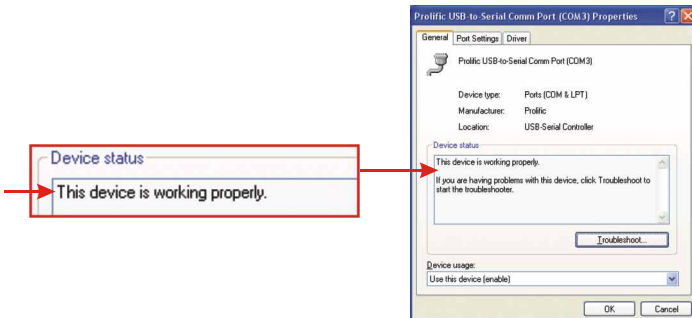 Device status
This device is working properly.
Prolific USB-to-Serial Comm Port (COM3) Properties
General Port Settings Driver
Prolific USB-to-Serial Comm Port (COM3)
Device type: Ports (COM & LPT)
Manufacturer: Prolific
Location: USB-Serial Controller
Device status
This device is working properly.
If you are having problems with this device, click Troubleshoot to
start the troubleshooter.
Troubleshoot...
Device usage:
Use this device (enable)
OK Cancel